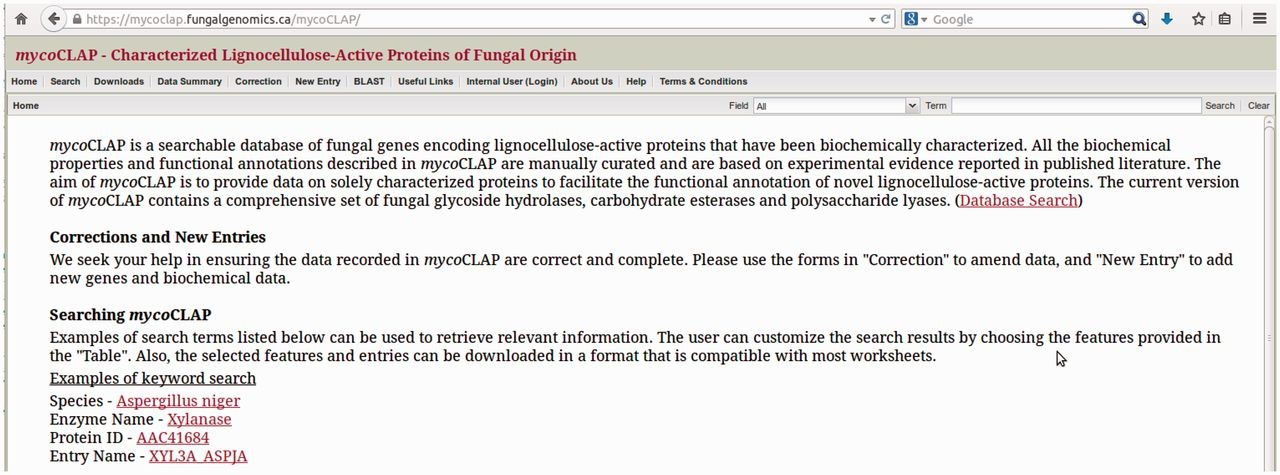 https://mycoclap.fungalgenomics.ca/mycoCLAP/ Google
mycoCLAP - Characterized Lignocellulose-Active Proteins of Fungal Origin
Home Search Downloads Data Summary Correction New Entry BLAST Useful Links Internal User (Login) About Us Help Terms & Conditions
Home Field All Term Search Clear
mycoCLAP is a searchable database of fungal genes encoding lignocellulose-active proteins that have been biochemically characterized. All the biochemical
properties and functional annotations described in mycoCLAP are manually curated and are based on experimental evidence reported in published literature. The
aim of mycoCLAP is to provide data on solely characterized proteins to facilitate the functional annotation of novel lignocellulose-active proteins. The current version
of mycoCLAP contains a comprehensive set of fungal glycoside hydrolases, carbohydrate esterases and polysaccharide lyases. (Database Search)
Corrections and New Entries
We seek your help in ensuring the data recorded in mycoCLAP are correct and complete. Please use the forms in "Correction" to amend data, and "New Entry" to add
new genes and biochemical data.
Searching mycoCLAP
Examples of search terms listed below can be used to retrieve relevant information. The user can customize the search results by choosing the features provided in
the "Table". Also, the selected features and entries can be downloaded in a format that is compatible with most worksheets.
Examples of keyword search
Species - Aspergillus niger
Enzyme Name - Xylanase
Protein ID - AAC41684
Entry Name - XYL3A_ASPJA